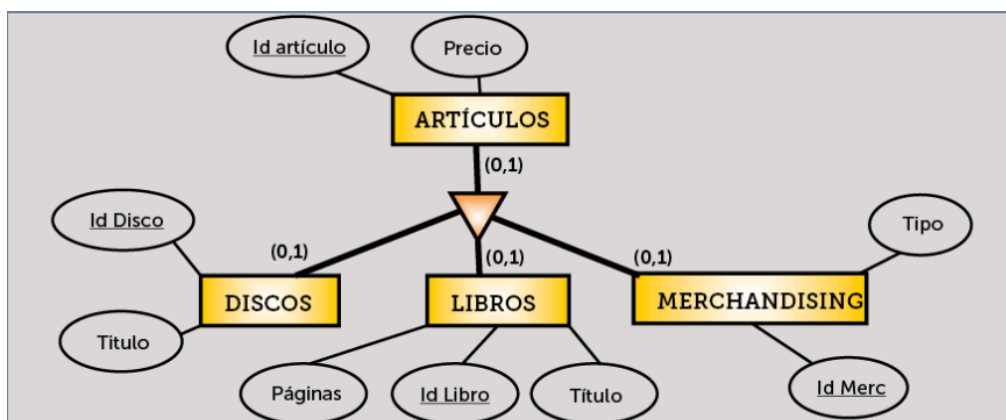 Id artículo
Precio
ARTÍCULOS
(0,1)
Id Disco
Tipo
(0,1)
(0,1)
(0,1)
DISCOS
LIBROS
MERCHANDISING
Titulo
Páginas
Id Libro
Título
Id Merc